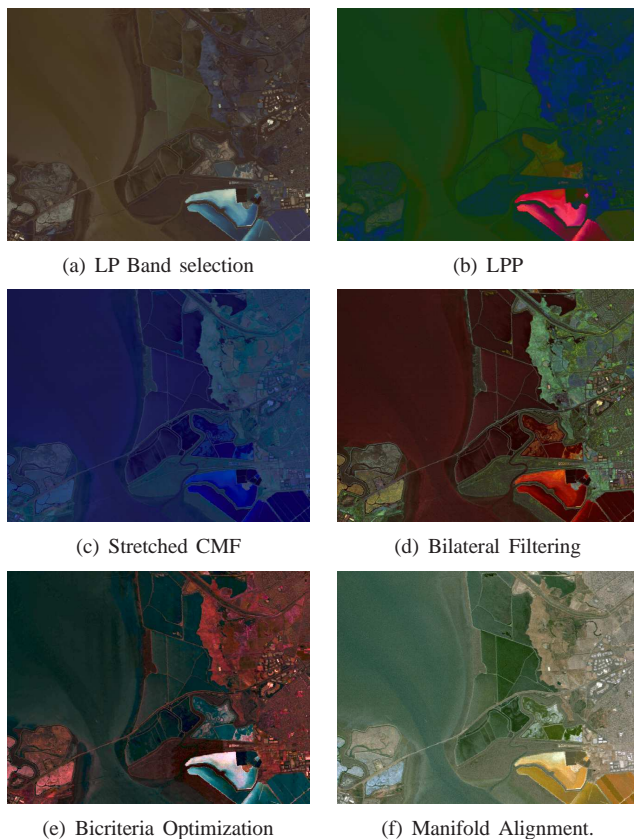 (a) LP Band selection
(b) LPP
(c) Stretched CMF
(d) Bilateral Filtering
(e) Bicriteria Optimization
(f) Manifold Alignment.